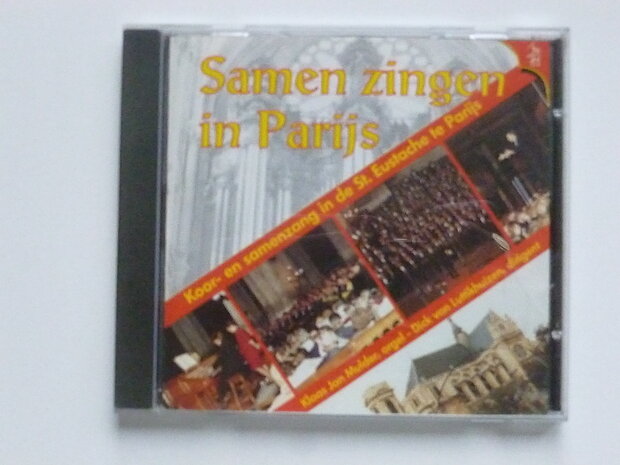 Samen zingen
in Parijs
Koor- en samenzang in de St. Eustache te Parijs
Klaas Jan Mulder, orgel - Dick van Luttikhuizen, dirigent